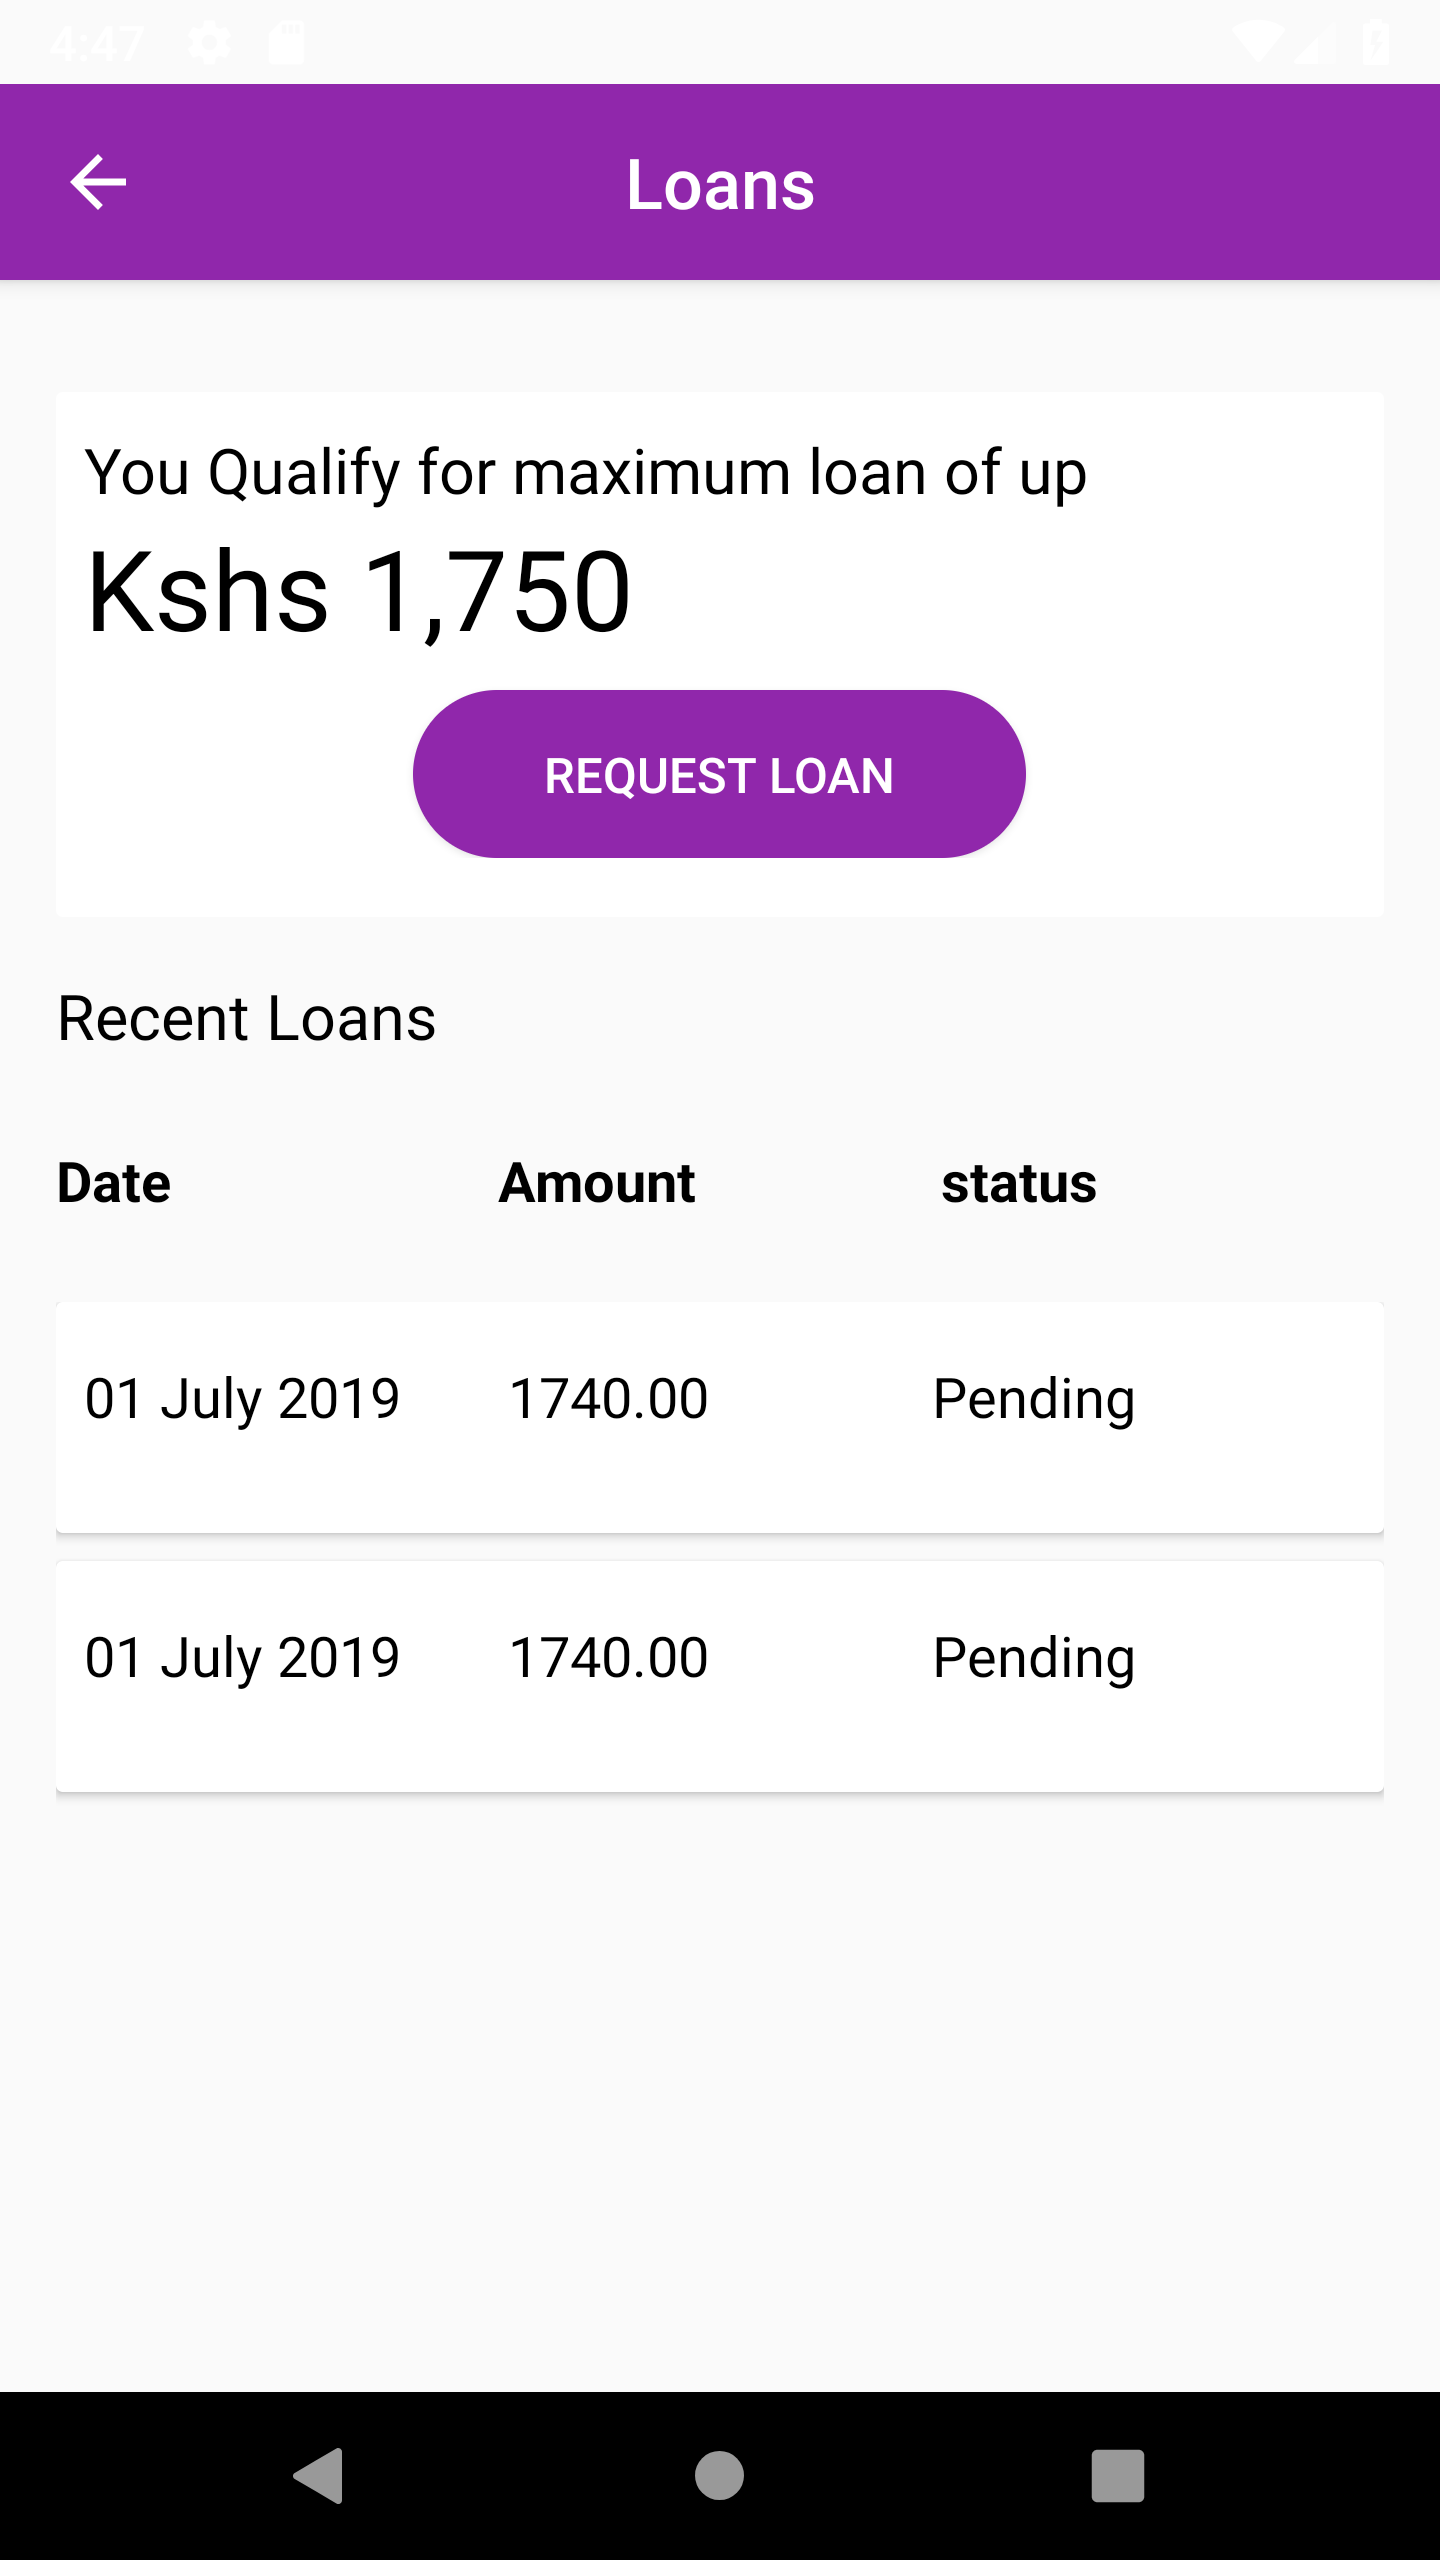 4:47
Loans
You Qualify for maximum loan of up
Kshs 1,750
REQUEST LOAN
Recent Loans
Date Amount status
01 July 2019 1740.00 Pending
01 July 2019 1740.00 Pending